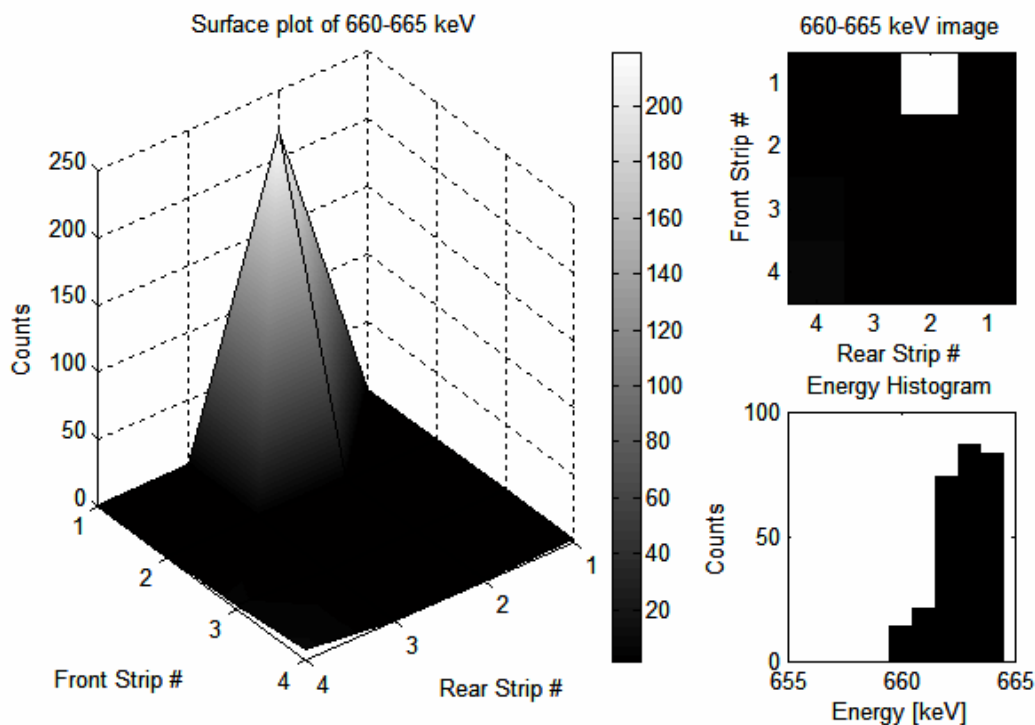 Surface plot of 660-665 keV
250
200
150
100
50
0
Counts
1
2
3
4
Front Strip #
4
3
2
1
Rear Strip #
200
180
160
140
120
100
80
60
40
20
660-665 keV image
1
2
3
4
Front Strip #
4 3 2 1
Rear Strip #
Energy Histogram
100
50
0
Counts
655 660 665
Energy [keV]